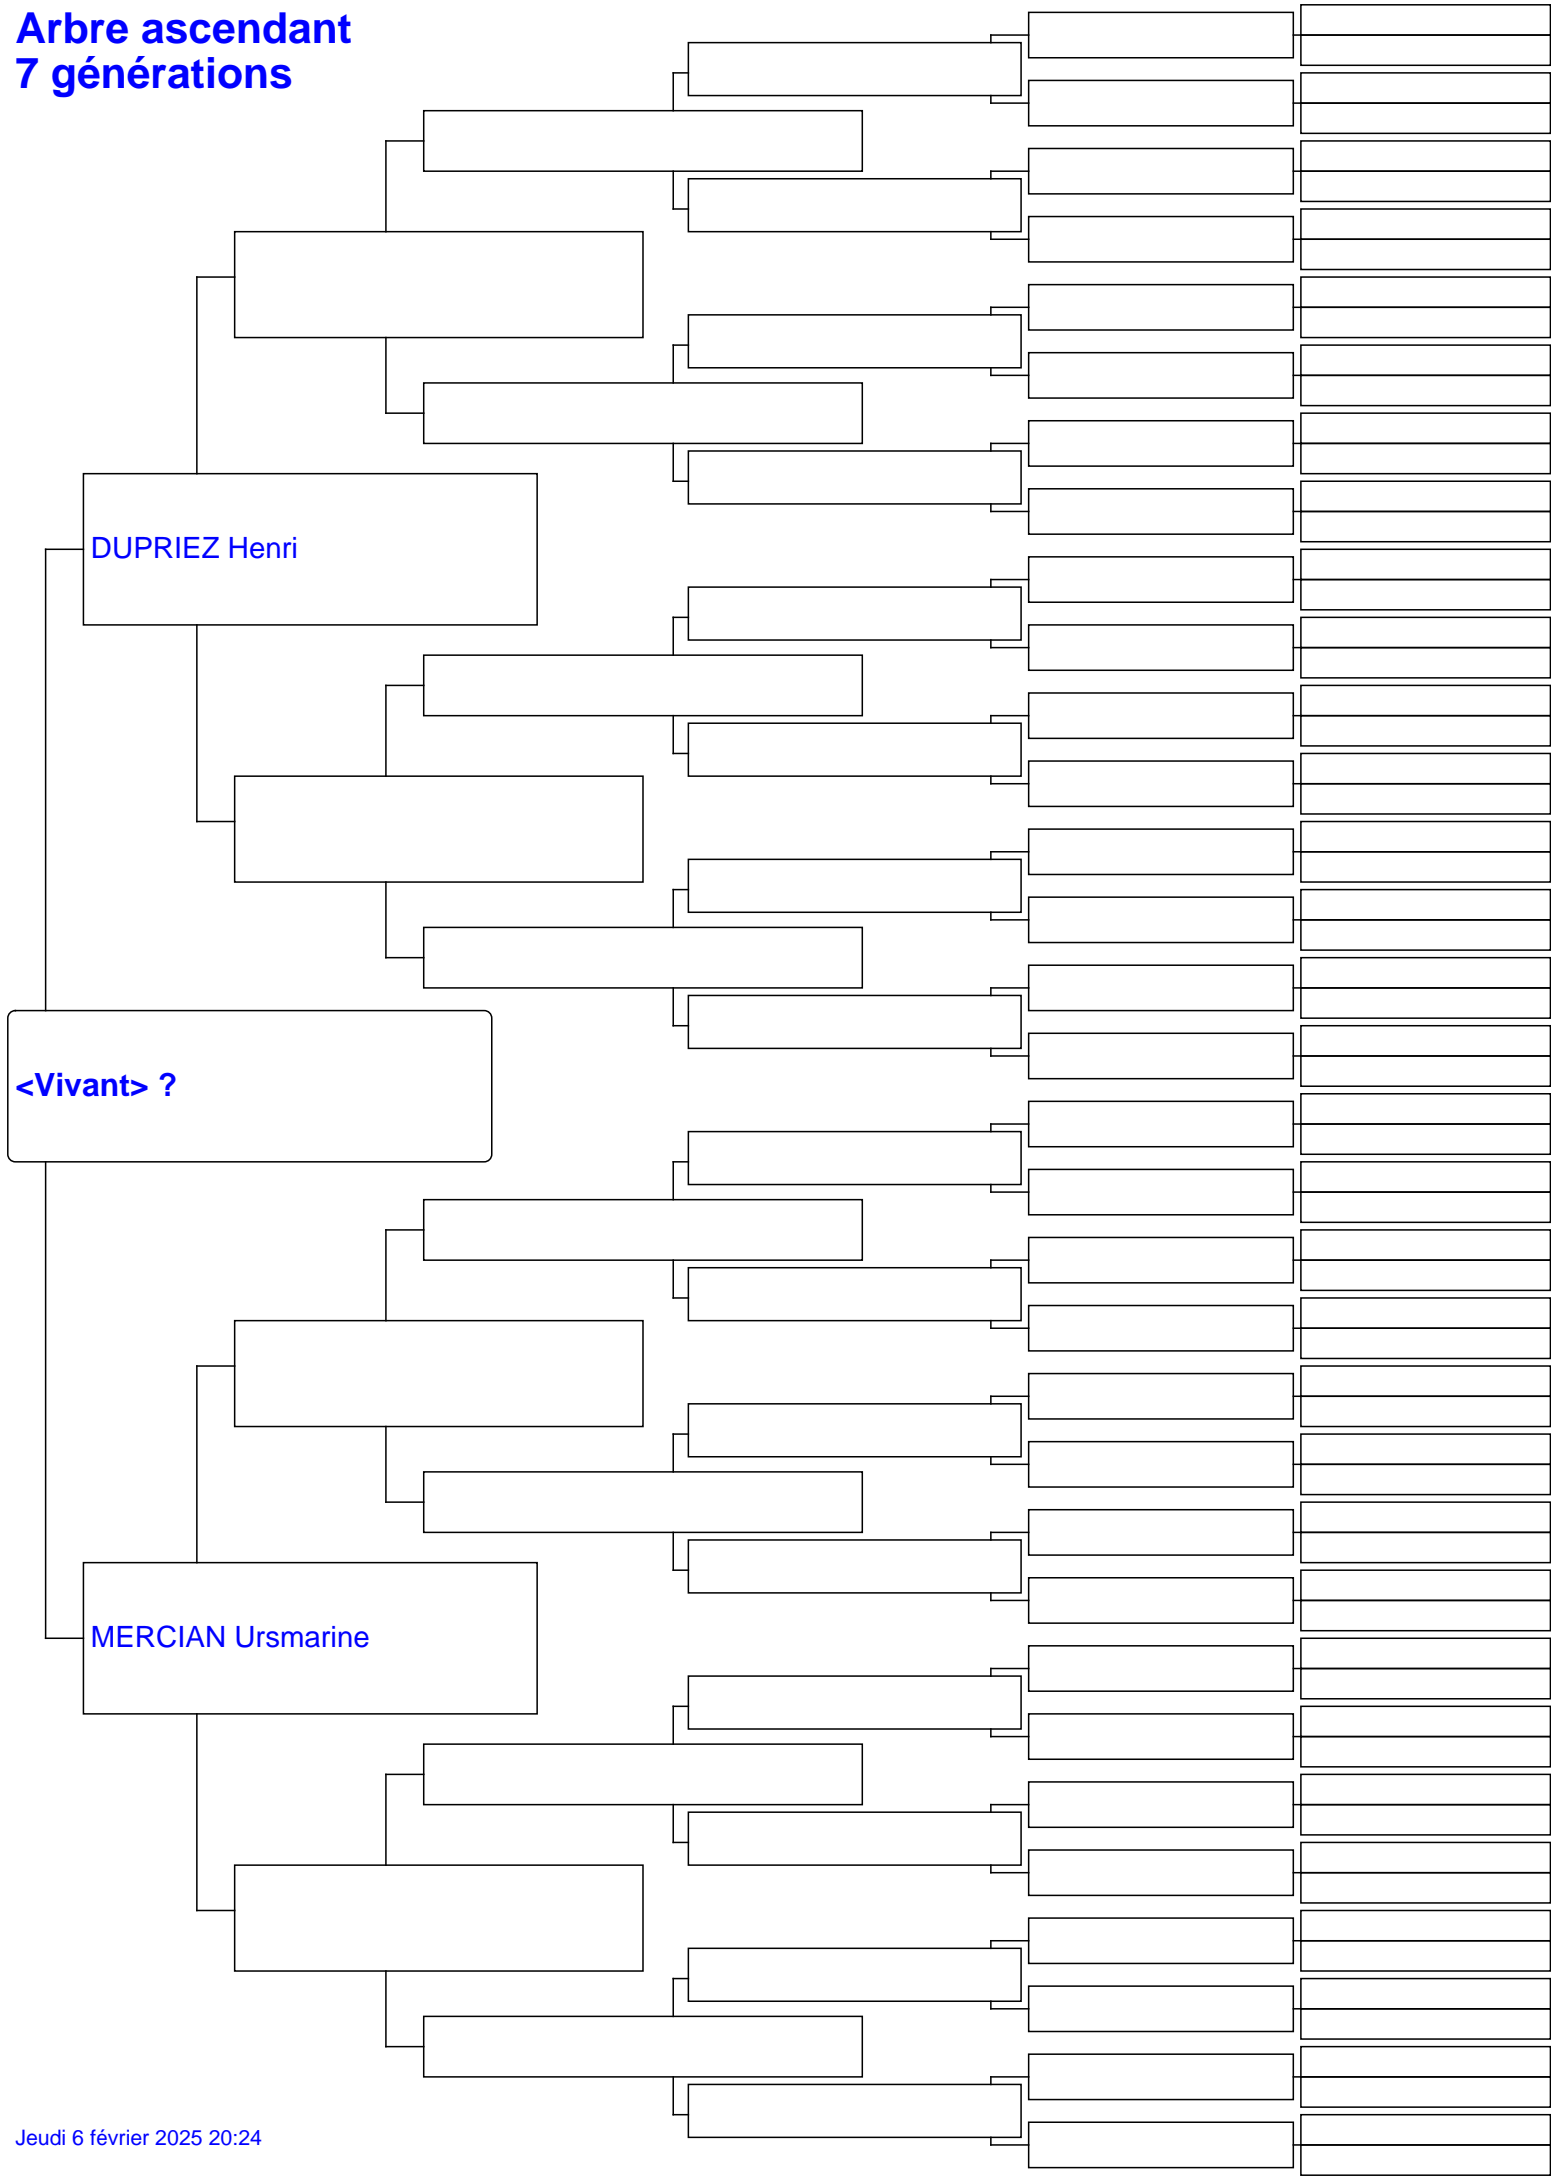 Arbre ascendant
7 générations
DUPRIEZ Henri
<Vivant> ?
MERCIAN Ursmarine
Jeudi 6 février 2025 20:24